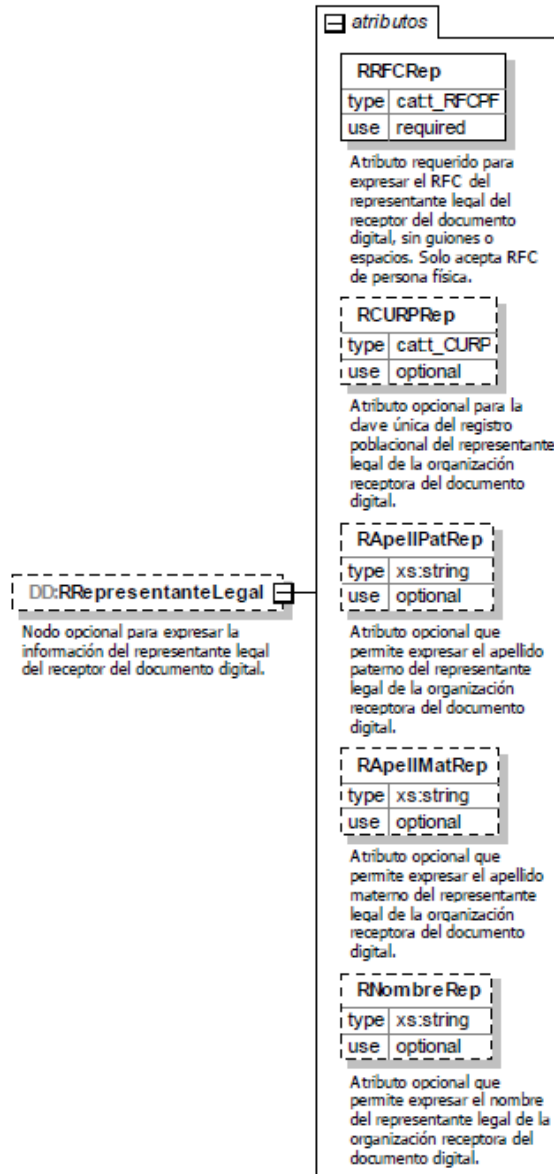 atributos
RRFCRep
type cat:t_RFCPF
use required
Atributo requerido para
expresar el RFC del
representante legal del
receptor del documento
digital, sin guiones o
espacios. Solo acepta RFC
de persona física.
RCURPRep
type cat:t_CURP
use optional
Atributo opcional para la
clave única del registro
poblacional del representante
legal de la organización
receptora del documento
digital.
RApellPatRep
type xs:string
use optional
Atributo opcional que
permite expresar el apellido
paterno del representante
legal de la organización
receptora del documento
digital.
DD:RRepresentanteLegal
Nodo opcional para expresar la
información del representante legal
del receptor del documento digital.
RApellMatRep
type xs:string
use optional
Atributo opcional que
permite expresar el apellido
materno del representante
legal de la organización
receptora del documento
digital.
RNombreRep
type xs:string
use optional
Atributo opcional que
permite expresar el nombre
del representante legal de la
organización receptora del
documento digital.